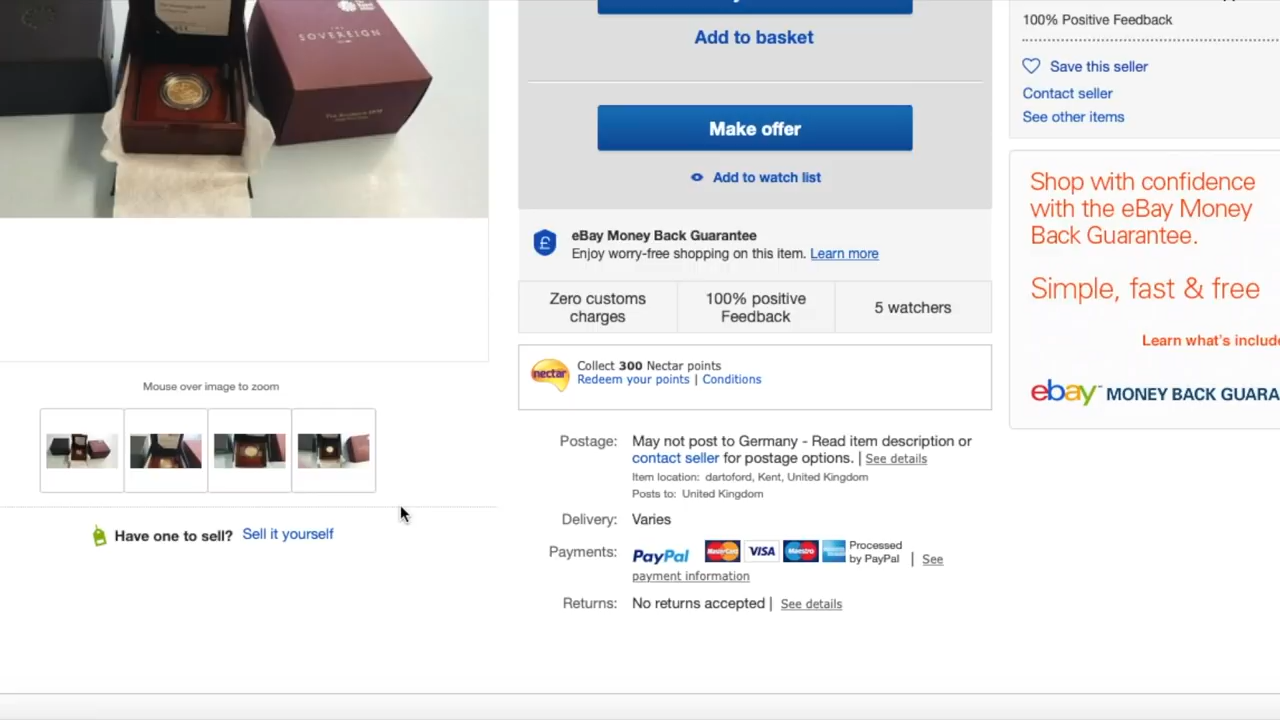 THE
SOVEREIGN
100% Positive Feedback
Add to basket
Save this seller
Contact seller
See other items
Make offer
Add to watch list
Shop with confidence
with the eBay Money
Back Guarantee.
Simple, fast & free
Learn what's include
ebay™ MONEY BACK GUARA
£ eBay Money Back Guarantee
Enjoy worry-free shopping on this item. Learn more
Zero customs
charges
100% positive
Feedback
5 watchers
nectar
Collect 300 Nectar points
Redeem your points | Conditions
Mouse over image to zoom
Have one to sell? Sell it yourself
Postage: May not post to Germany - Read item description or
contact seller for postage options. | See details
Item location: dartoford, Kent, United Kingdom
Posts to: United Kingdom
Delivery: Varies
Payments: PayPal MasterCard VISA Maestro Processed
by PayPal | See
payment information
Returns: No returns accepted | See details